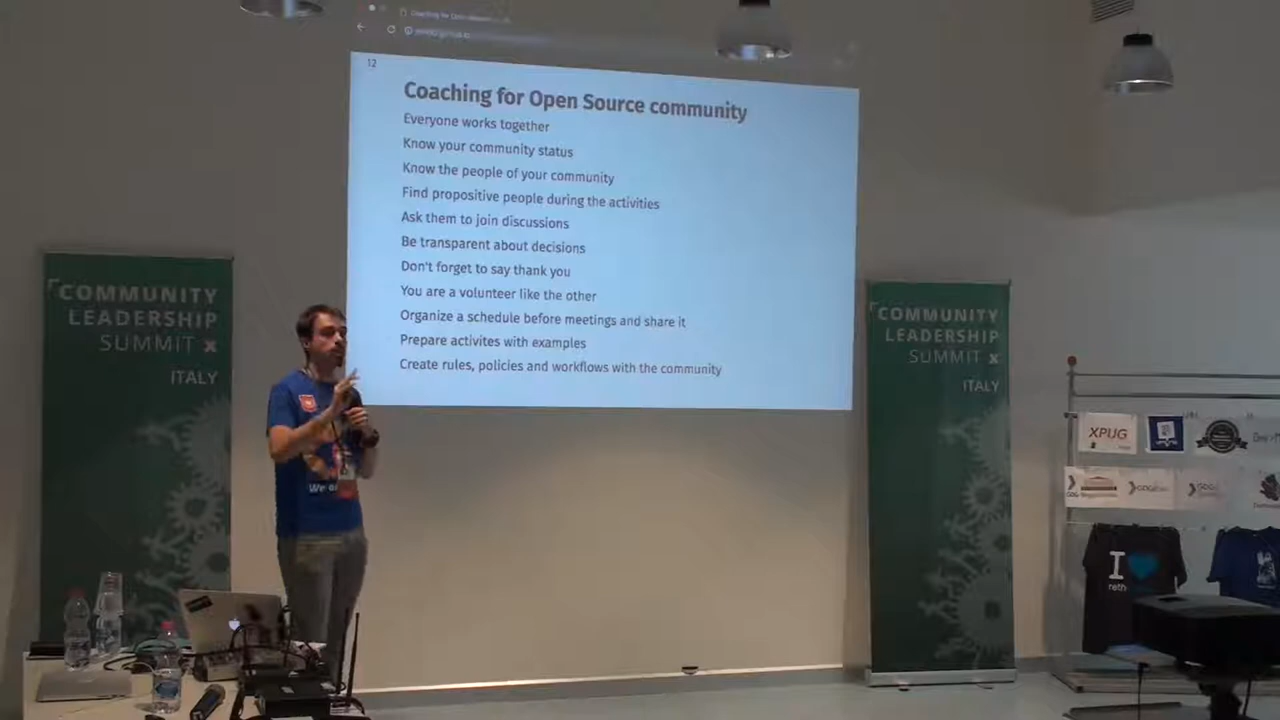 12
Coaching for Open Source community
Everyone works together
Know your community status
Know the people of your community
Find propositive people during the activities
Ask them to join discussions
Be transparent about decisions
Don't forget to say thank you
You are a volunteer like the other
Organize a schedule before meetings and share it
Prepare activites with examples
Create rules, policies and workflows with the community
COMMUNITY
LEADERSHIP
SUMMIT x
ITALY
COMMUNITY
LEADERSHIP
SUMMIT x
ITALY
XPUG
I
We